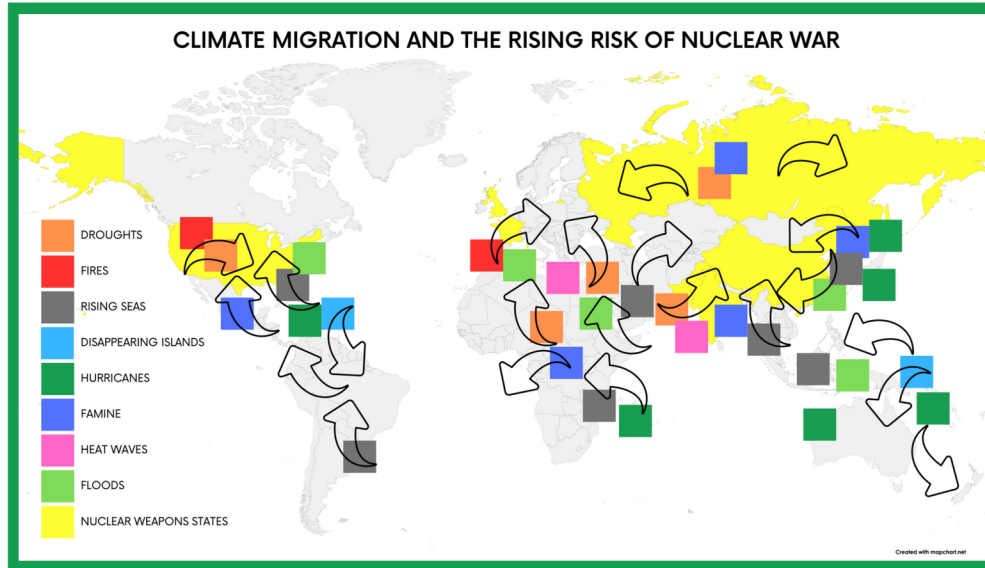 CLIMATE MIGRATION AND THE RISING RISK OF NUCLEAR WAR
DROUGHTS
FIRES
RISING SEAS
DISAPPEARING ISLANDS
HURRICANES
FAMINE
HEAT WAVES
FLOODS
NUCLEAR WEAPONS STATES
Created with mapchart.net